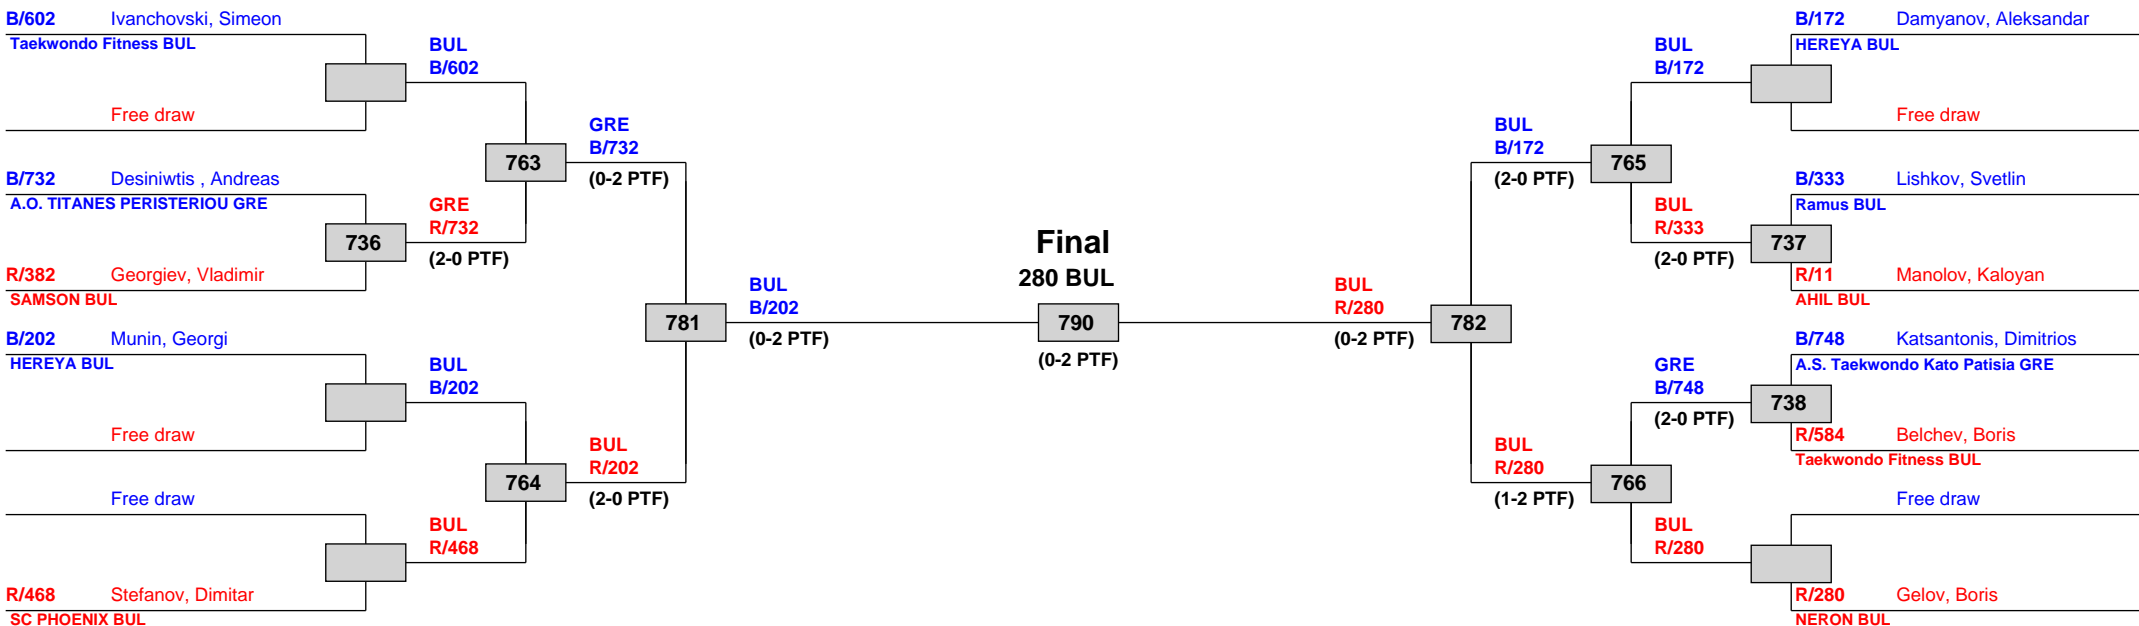 B/602 Ivanchovski, Simeon
Taekwondo Fitness BUL
Free draw
B/732 Desiniwtis , Andreas
A.O. TITANES PERISTERIOU GRE
R/382 Georgiev, Vladimir
SAMSON BUL
B/202 Munin, Georgi
HEREYA BUL
Free draw
Free draw
R/468 Stefanov, Dimitar
SC PHOENIX BUL
BUL
B/602
736
GRE
R/732
(2-0 PTF)
BUL
B/202
BUL
R/468
763
GRE
B/732
(0-2 PTF)
764
BUL
R/202
(2-0 PTF)
781
BUL
B/202
(0-2 PTF)
Final
280 BUL
790
(0-2 PTF)
BUL
R/280
(0-2 PTF)
782
BUL
B/172
(2-0 PTF)
765
BUL
R/280
(1-2 PTF)
766
BUL
B/172
BUL
R/333
(2-0 PTF)
737
GRE
B/748
(2-0 PTF)
738
BUL
R/280
B/172 Damyanov, Aleksandar
HEREYA BUL
Free draw
B/333 Lishkov, Svetlin
Ramus BUL
R/11 Manolov, Kaloyan
AHIL BUL
B/748 Katsantonis, Dimitrios
A.S. Taekwondo Kato Patisia GRE
R/584 Belchev, Boris
Taekwondo Fitness BUL
Free draw
R/280 Gelov, Boris
NERON BUL